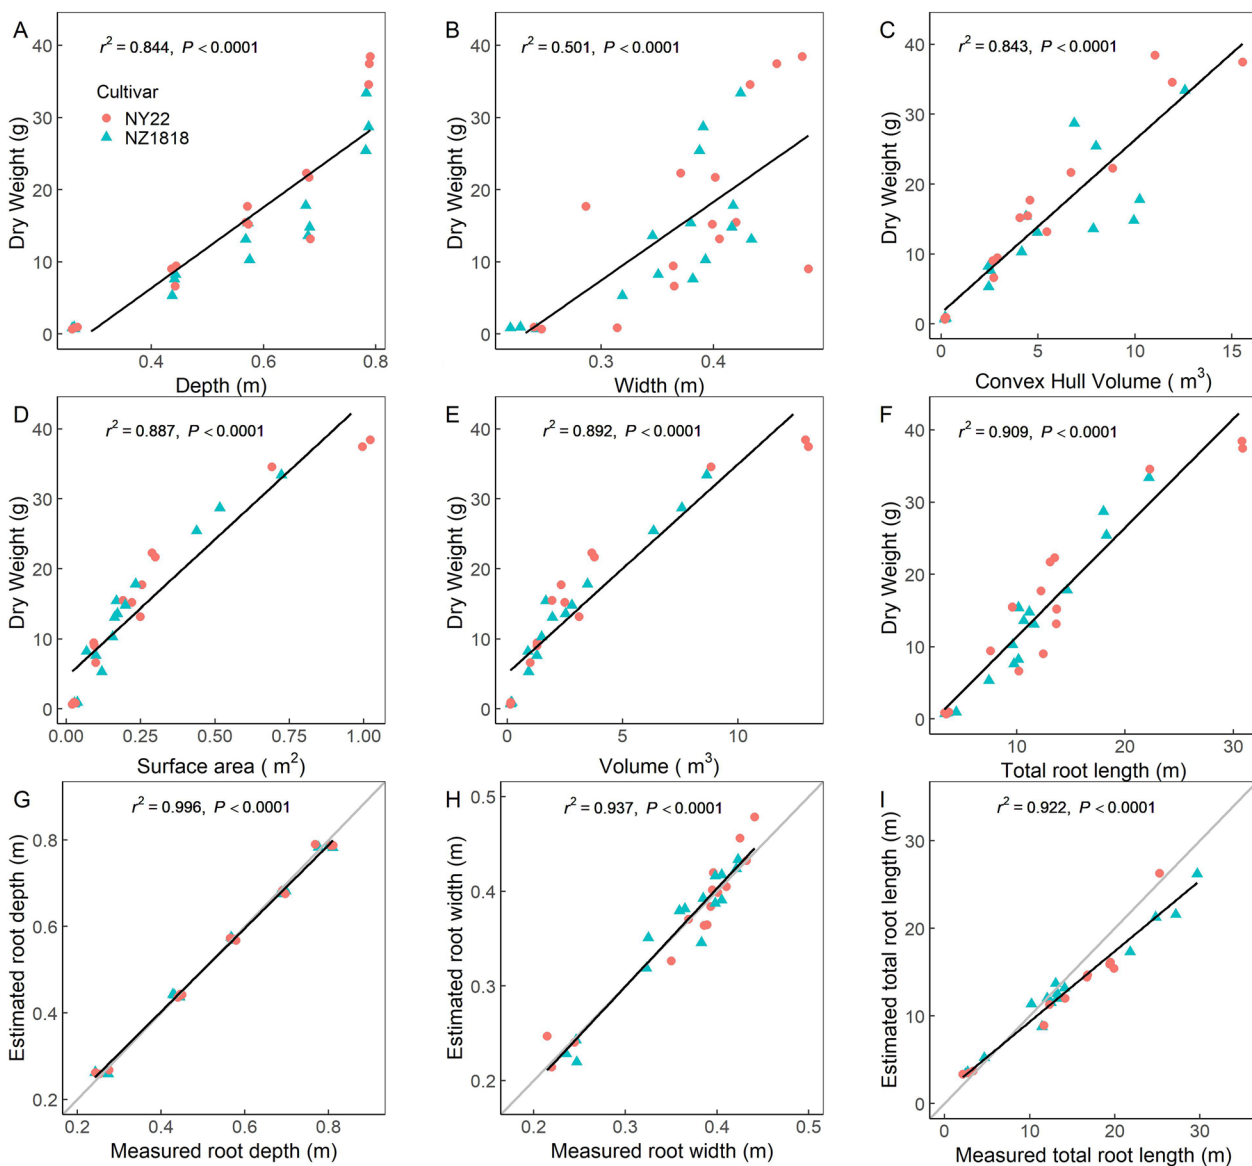 A
r² = 0.844, P < 0.0001
Cultivar
NY22
NZ1818
40
30
20
10
0
Dry Weight (g)
0.4 0.6 0.8
Depth (m)
B
r² = 0.501, P < 0.0001
40
30
20
10
0
Dry Weight (g)
0.3 0.4
Width (m)
C
r² = 0.843, P < 0.0001
40
30
20
10
0
Dry Weight (g)
0 5 10 15
Convex Hull Volume ( m³)
D
r² = 0.887, P < 0.0001
40
30
20
10
0
Dry Weight (g)
0.00 0.25 0.50 0.75 1.00
Surface area ( m²)
E
r² = 0.892, P < 0.0001
40
30
20
10
0
Dry Weight (g)
0 5 10
Volume ( m³)
F
r² = 0.909, P < 0.0001
40
30
20
10
0
Dry Weight (g)
10 20 30
Total root length (m)
G
r² = 0.996, P < 0.0001
0.8
0.6
0.4
0.2
Estimated root depth (m)
0.2 0.4 0.6 0.8
Measured root depth (m)
H
r² = 0.937, P < 0.0001
0.5
0.4
0.3
0.2
Estimated root width (m)
0.2 0.3 0.4 0.5
Measured root width (m)
I
r² = 0.922, P < 0.0001
30
20
10
0
Estimated total root length (m)
0 10 20 30
Measured total root length (m)